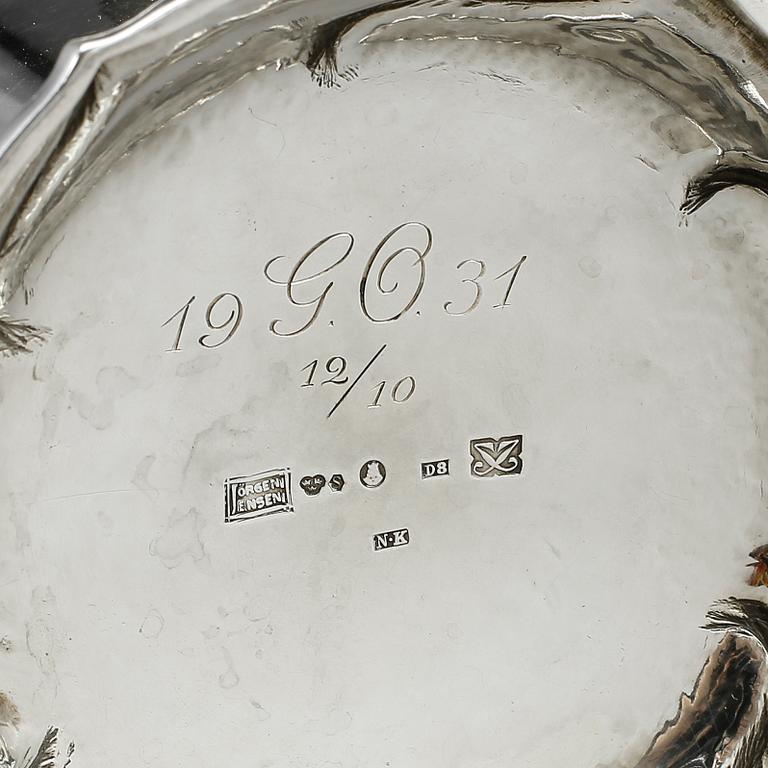 19 G.O. 31
12/10
JÖRGEN JENSEN S D8
N·K